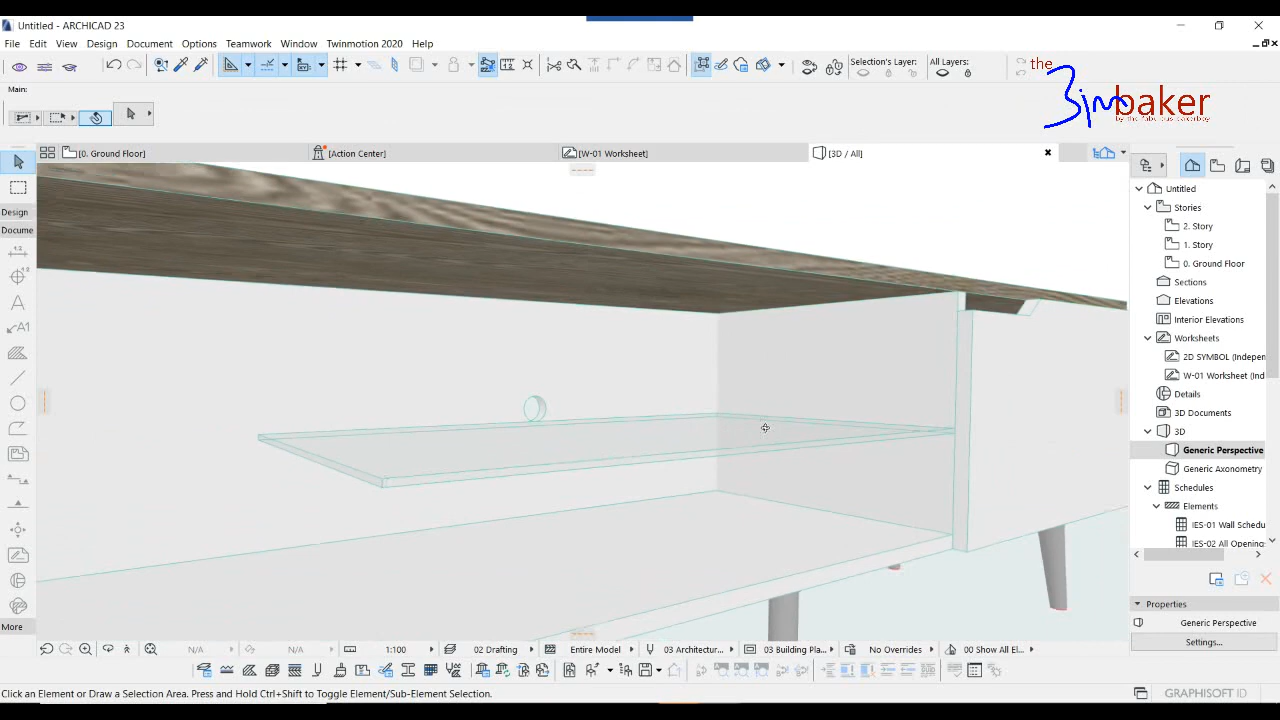 Untitled - ARCHICAD 23
File Edit View Design Document Options Teamwork Window Twinmotion 2020 Help
Selection's Layer: All Layers:
the
Bim baker
Main:
[0. Ground Floor] [Action Center] [W-01 Worksheet] [3D / All]
Design
Docume
More
Untitled
Stories
2. Story
1. Story
0. Ground Floor
Sections
Elevations
Interior Elevations
Worksheets
2D SYMBOL (Indepen
W-01 Worksheet (Ind
Details
3D Documents
3D
Generic Perspective
Generic Axonometry
Schedules
Elements
IES-01 Wall Schedu
IES-02 All Opening:
Properties
Generic Perspective
Settings...
N/A N/A 1:100 02 Drafting Entire Model 03 Architectur... 03 Building Pla... No Overrides 00 Show All El...
Click an Element or Draw a Selection Area. Press and Hold Ctrl+Shift to Toggle Element/Sub-Element Selection.
GRAPHISOFT ID